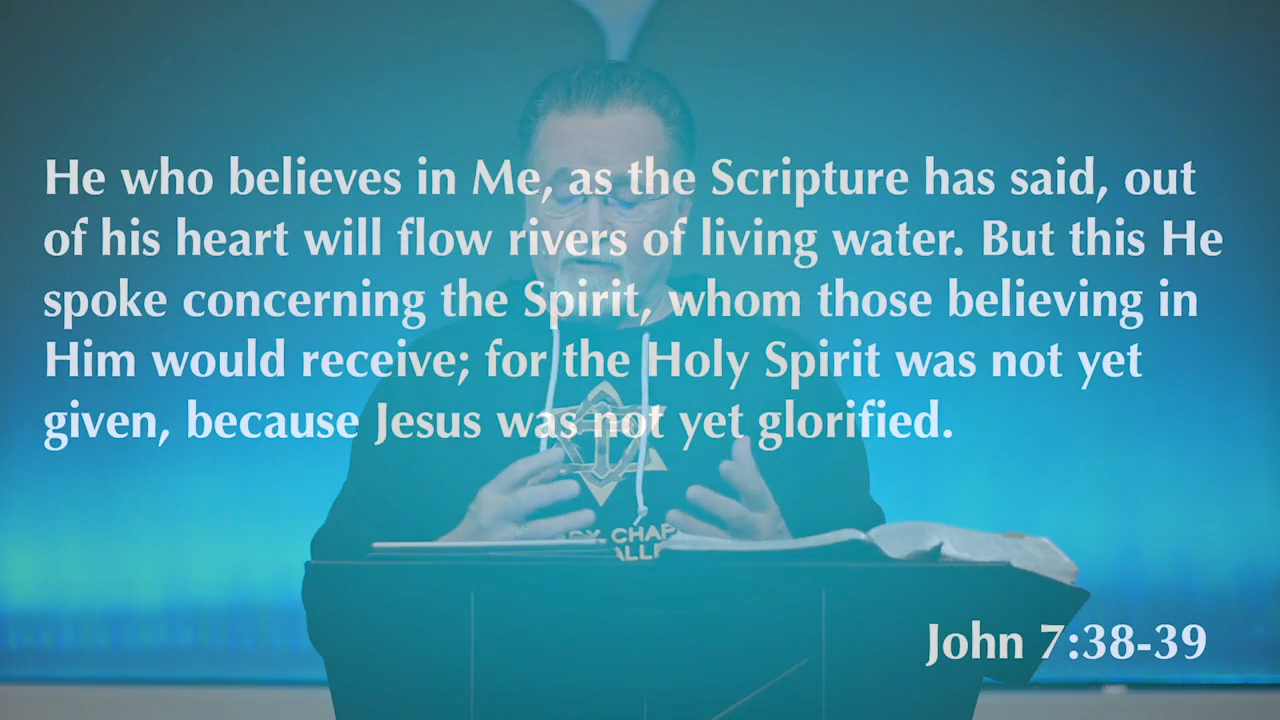 He who believes in Me, as the Scripture has said, out
of his heart will flow rivers of living water. But this He
spoke concerning the Spirit, whom those believing in
Him would receive; for the Holy Spirit was not yet
given, because Jesus was not yet glorified.
John 7:38-39